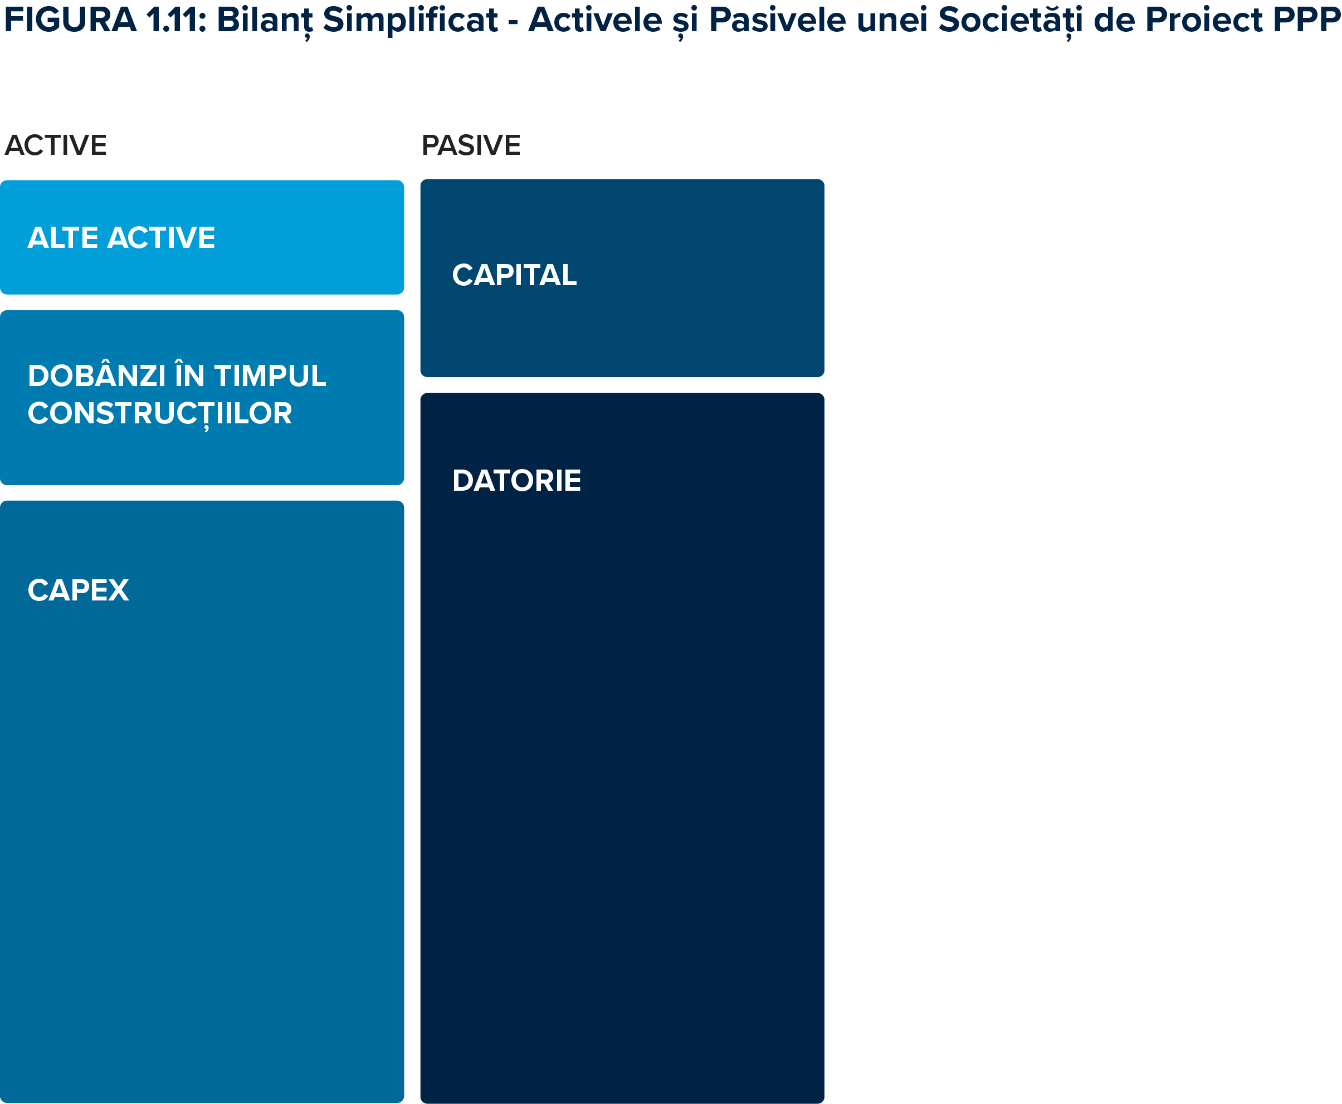 FIGURA 1.11: Bilanț Simplificat - Activele și Pasivele unei Societăți de Proiect PPP
ACTIVE
ALTE ACTIVE
DOBÂNZI ÎN TIMPUL
CONSTRUCȚIILOR
CAPEX
PASIVE
CAPITAL
DATORIE